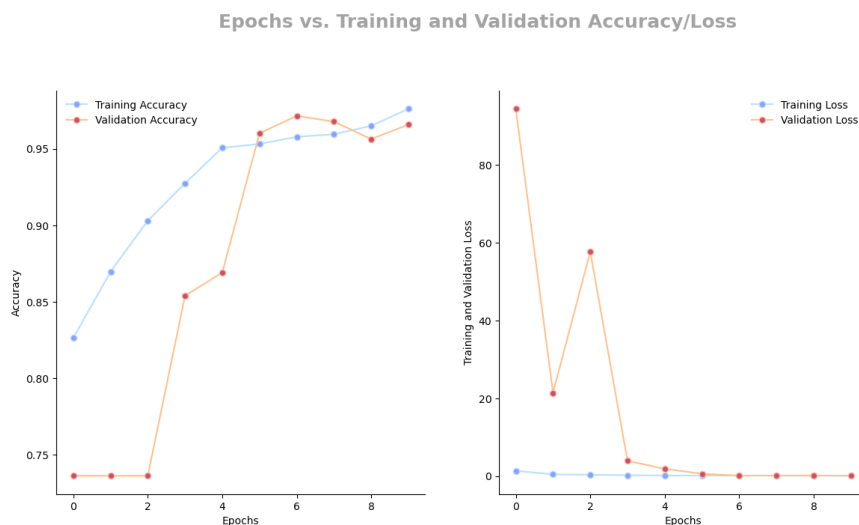 Epochs vs. Training and Validation Accuracy/Loss
Training Accuracy
Validation Accuracy
0.95
0.90
0.85
0.80
0.75
Accuracy
0 2 4 6 8
Epochs
Training Loss
Validation Loss
80
60
40
20
0
Training and Validation Loss
0 2 4 6 8
Epochs